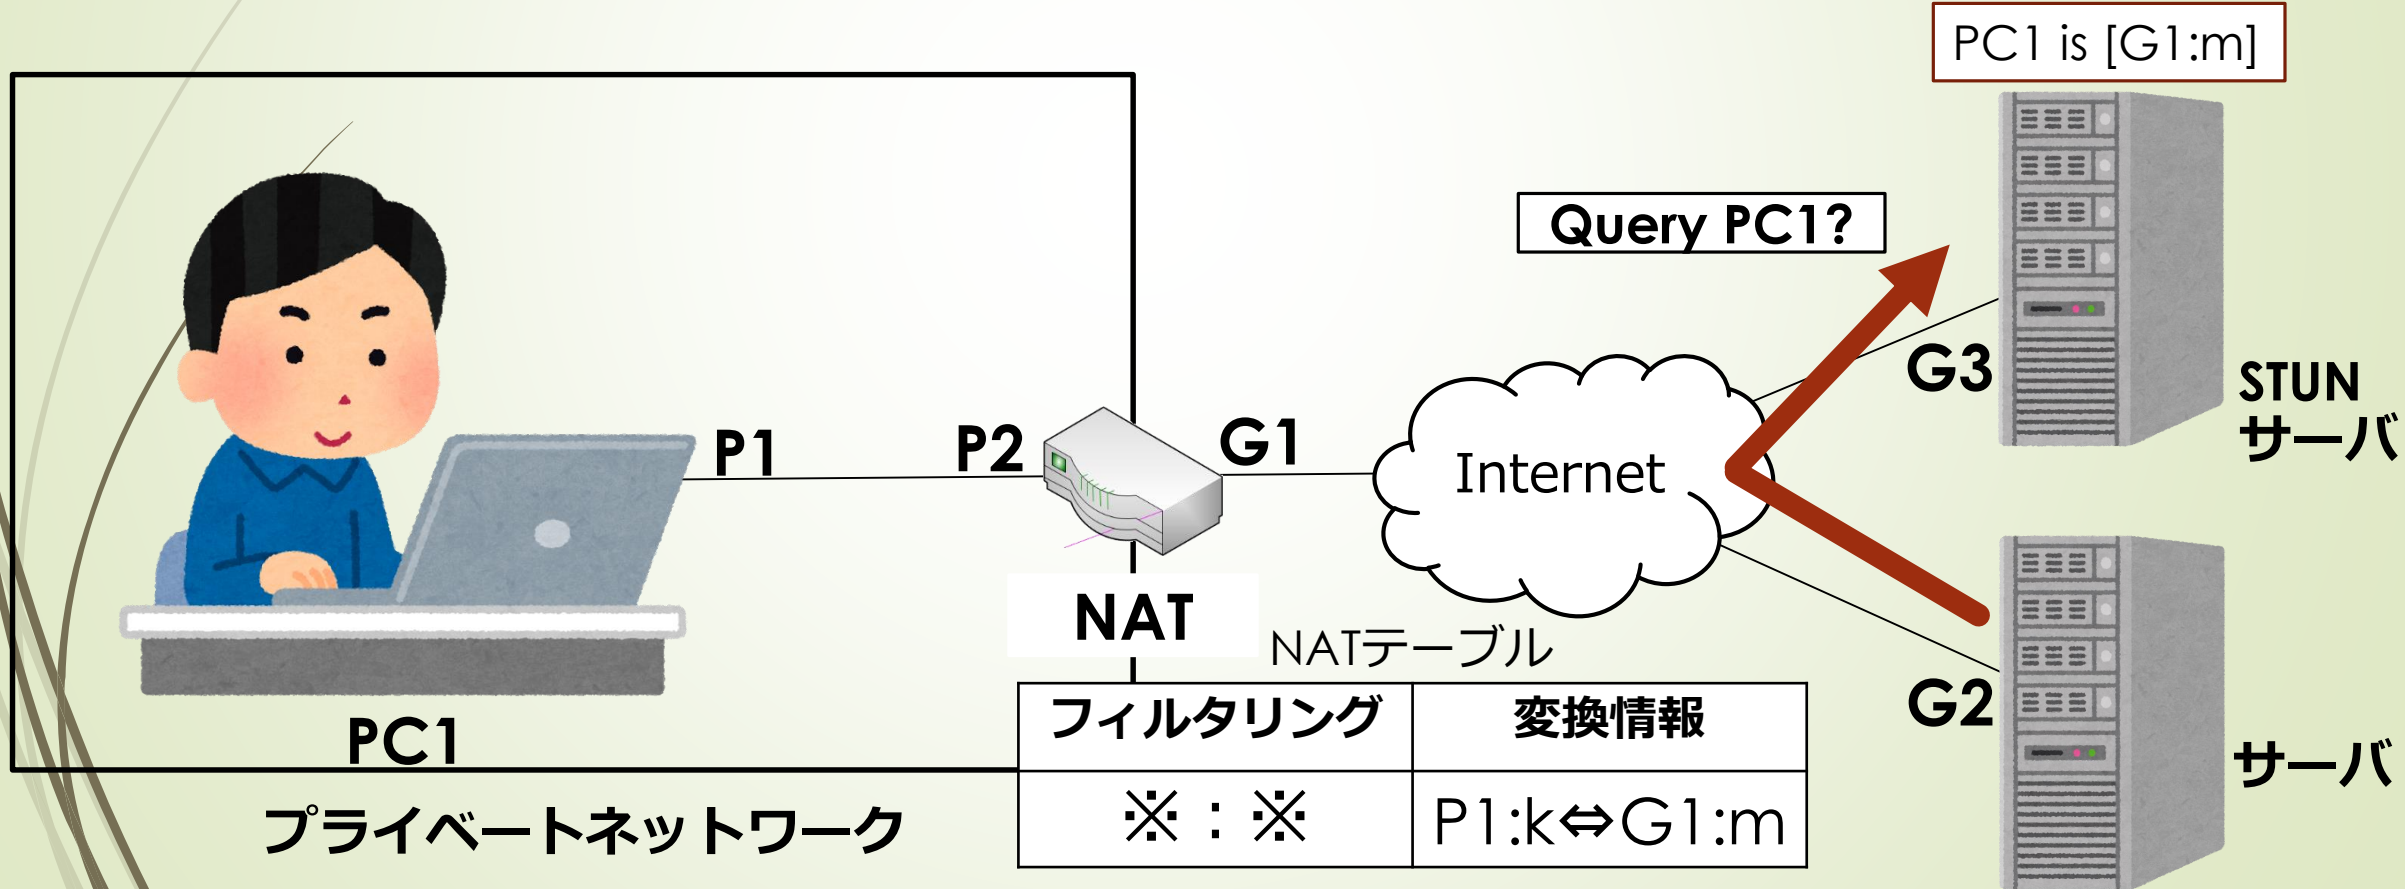 PC1 is [G1:m]
Query PC1?
G3
STUN
サーバ
P1
P2
G1
Internet
NAT
NATテーブル
G2
サーバ
フィルタリング 変換情報
※：※ P1:k⇔G1:m
PC1
プライベートネットワーク